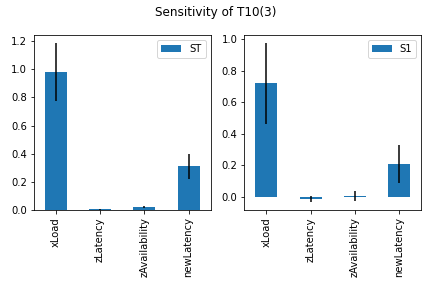 Sensitivity of T10(3)
ST
1.2
1.0
0.8
0.6
0.4
0.2
0.0
xLoad
zLatency
zAvailability
newLatency
S1
1.0
0.8
0.6
0.4
0.2
0.0
xLoad
zLatency
zAvailability
newLatency